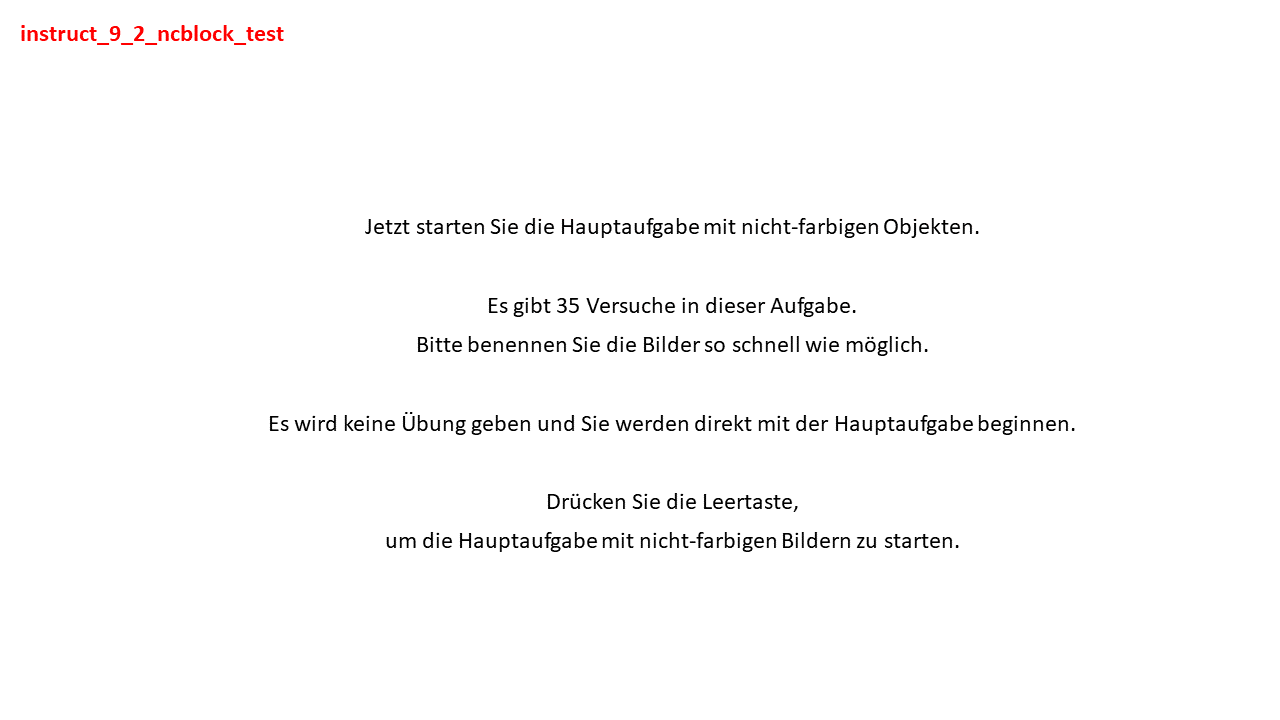 instruct_9_2_ncblock_test
Jetzt starten Sie die Hauptaufgabe mit nicht-farbigen Objekten.
Es gibt 35 Versuche in dieser Aufgabe.
Bitte benennen Sie die Bilder so schnell wie möglich.
Es wird keine Übung geben und Sie werden direkt mit der Hauptaufgabe beginnen.
Drücken Sie die Leertaste,
um die Hauptaufgabe mit nicht-farbigen Bildern zu starten.